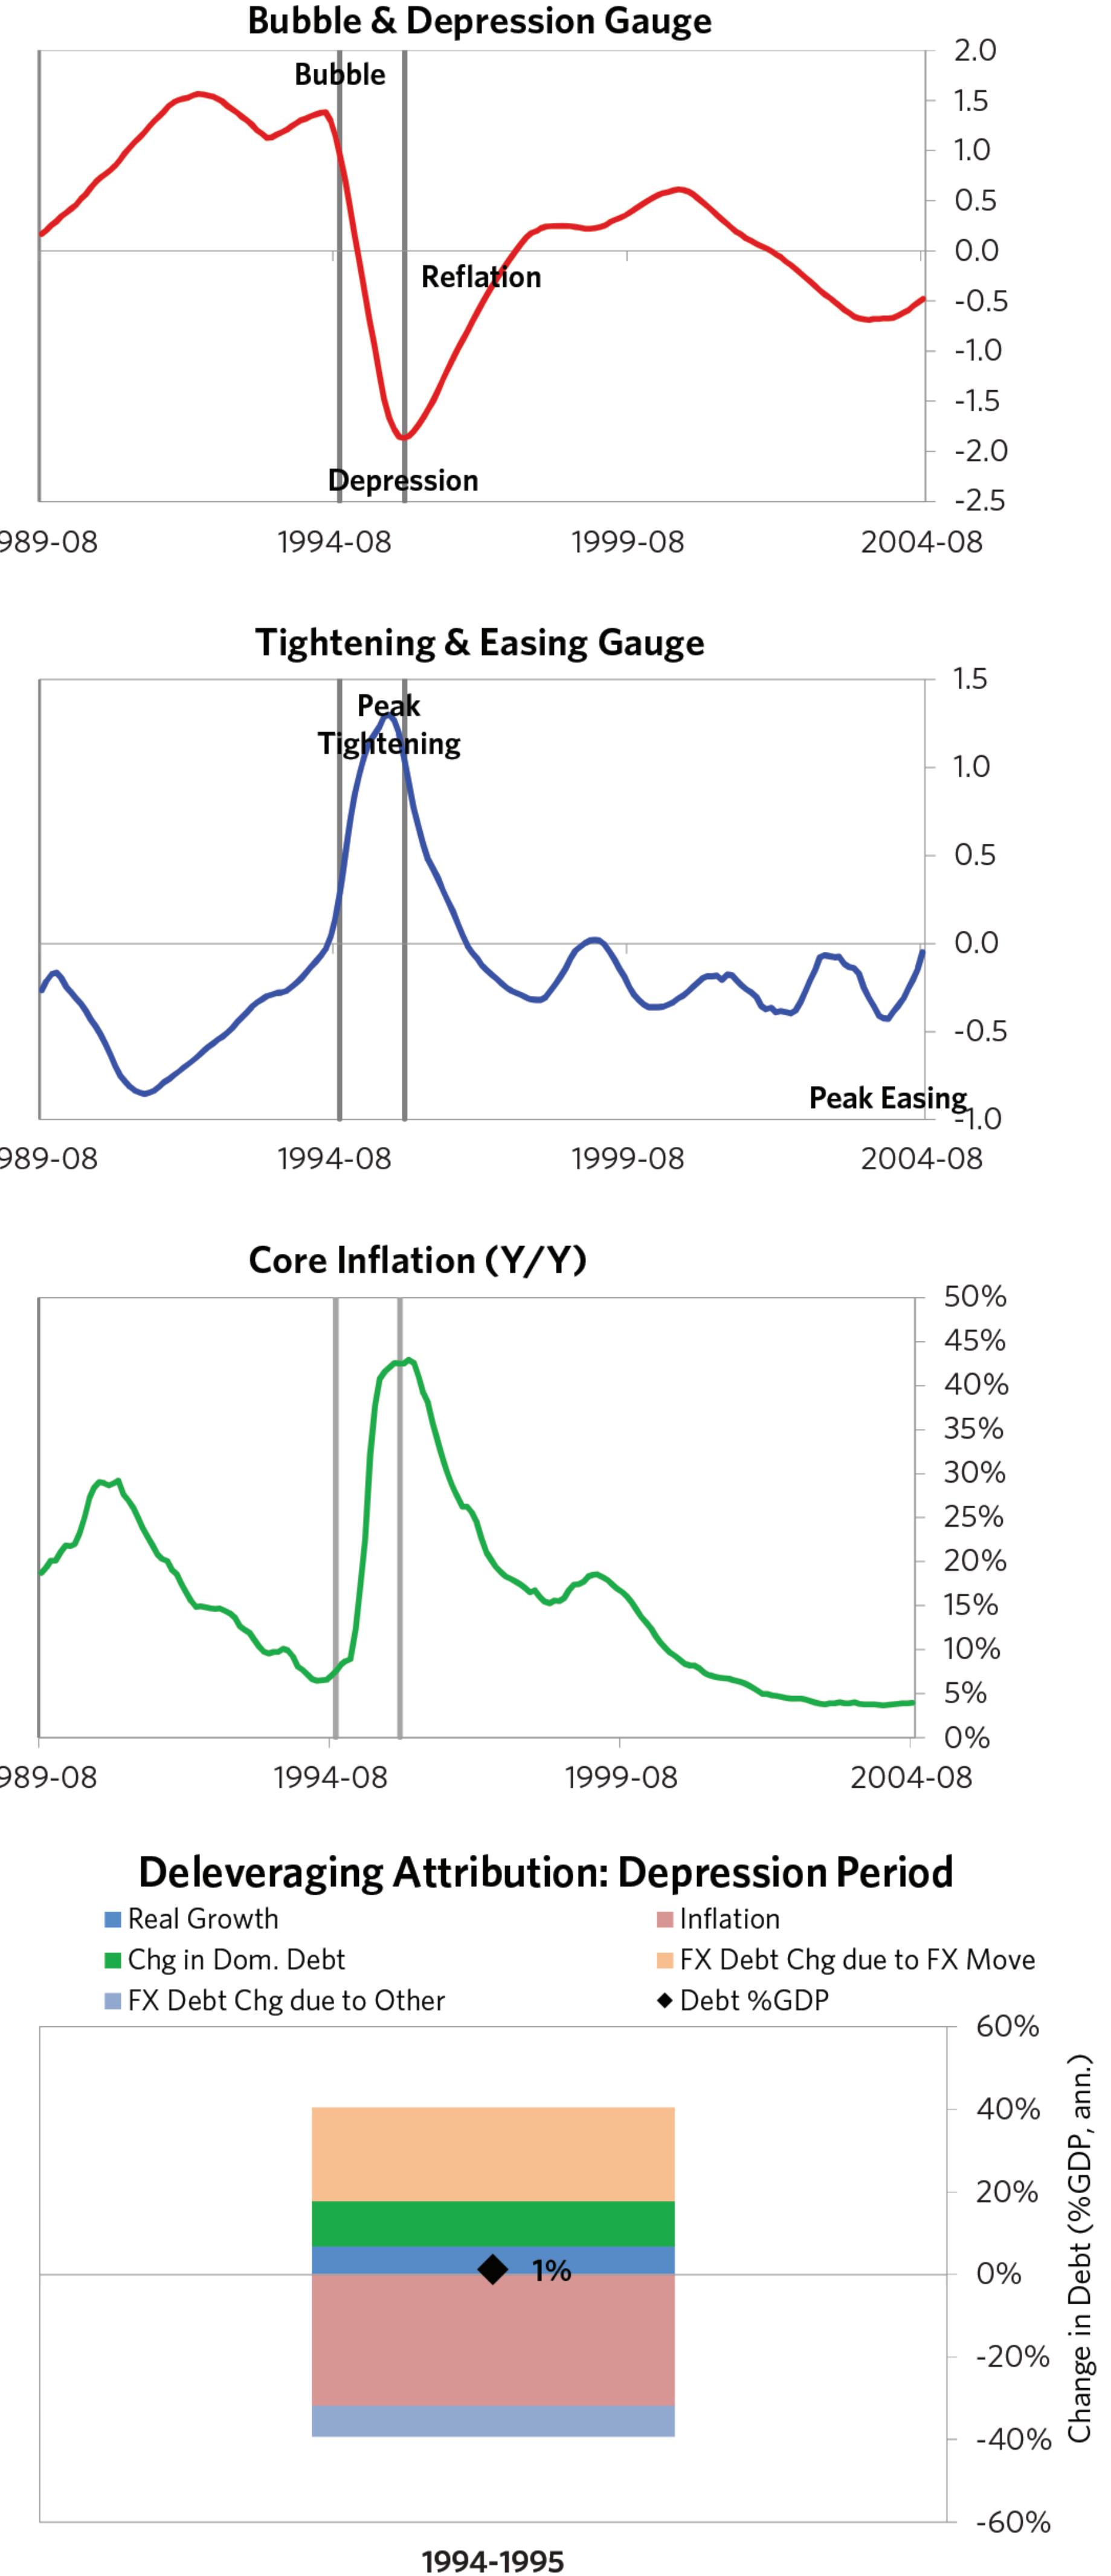 Bubble & Depression Gauge
2.0
Bubble
1.5
1.0
0.5
0.0
Reflation
-0.5
-1.0
-1.5
-2.0
Depression
-2.5
989-08 1994-08 1999-08 2004-08
Tightening & Easing Gauge
1.5
Peak
Tightening
1.0
0.5
0.0
-0.5
Peak Easing
-1.0
989-08 1994-08 1999-08 2004-08
Core Inflation (Y/Y)
50%
45%
40%
35%
30%
25%
20%
15%
10%
5%
0%
989-08 1994-08 1999-08 2004-08
Deleveraging Attribution: Depression Period
Real Growth Inflation
Chg in Dom. Debt FX Debt Chg due to FX Move
FX Debt Chg due to Other Debt %GDP
60%
40%
20%
1% 0%
-20%
-40%
-60%
Change in Debt (%GDP, ann.)
1994-1995